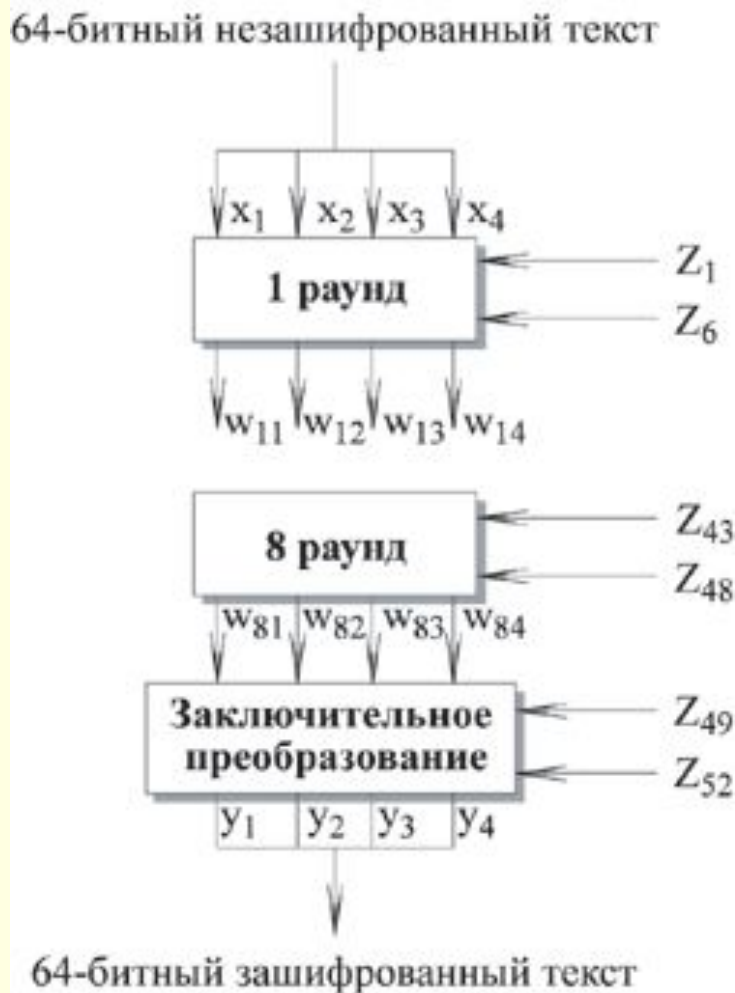 64-битный незашифрованный текст
x₁ x₂ x₃ x₄
1 раунд
Z₁
Z₆
w₁₁ w₁₂ w₁₃ w₁₄
8 раунд
Z₄₃
Z₄₈
w₈₁ w₈₂ w₈₃ w₈₄
Заключительное
преобразование
Z₄₉
Z₅₂
y₁ y₂ y₃ y₄
64-битный зашифрованный текст